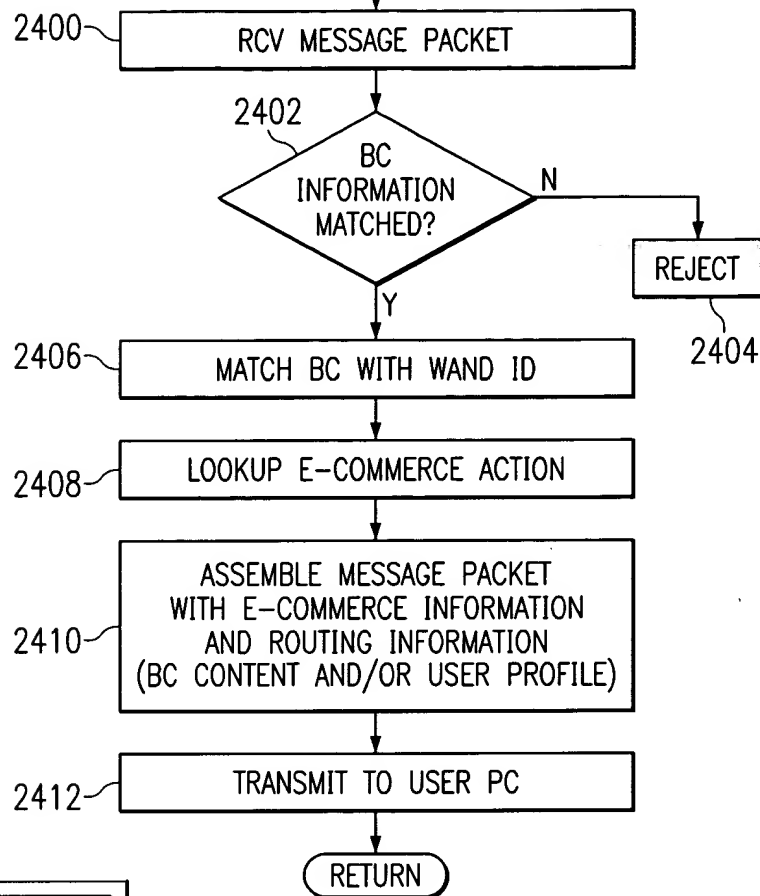 2400
RCV MESSAGE PACKET
2402
BC
INFORMATION
MATCHED?
N
REJECT
2404
Y
2406
MATCH BC WITH WAND ID
2408
LOOKUP E-COMMERCE ACTION
2410
ASSEMBLE MESSAGE PACKET
WITH E-COMMERCE INFORMATION
AND ROUTING INFORMATION
(BC CONTENT AND/OR USER PROFILE)
2412
TRANSMIT TO USER PC
RETURN